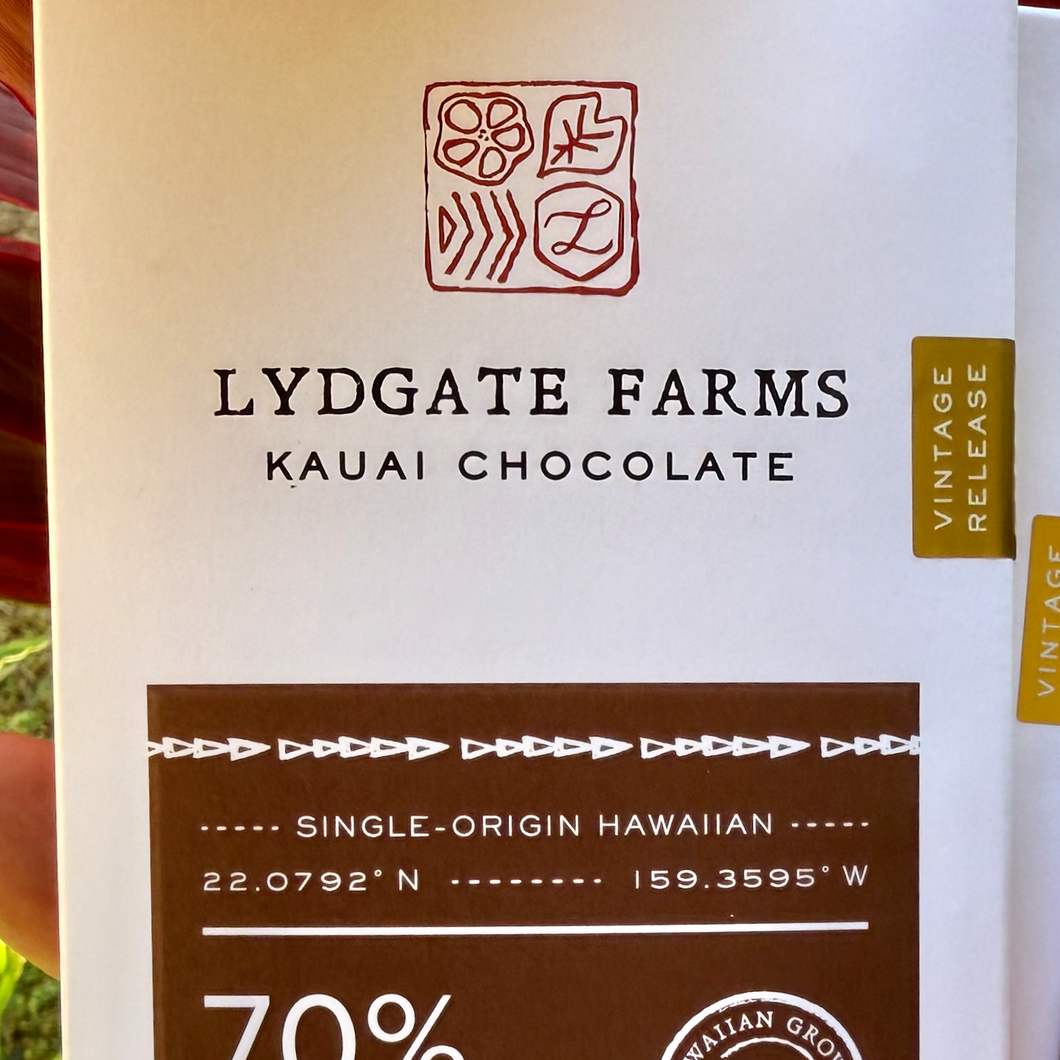 L
LYDGATE FARMS
KAUAI CHOCOLATE
VINTAGE
RELEASE
VINTAGE
SINGLE-ORIGIN HAWAIIAN
22.0792° N -------- 159.3595° W
70%